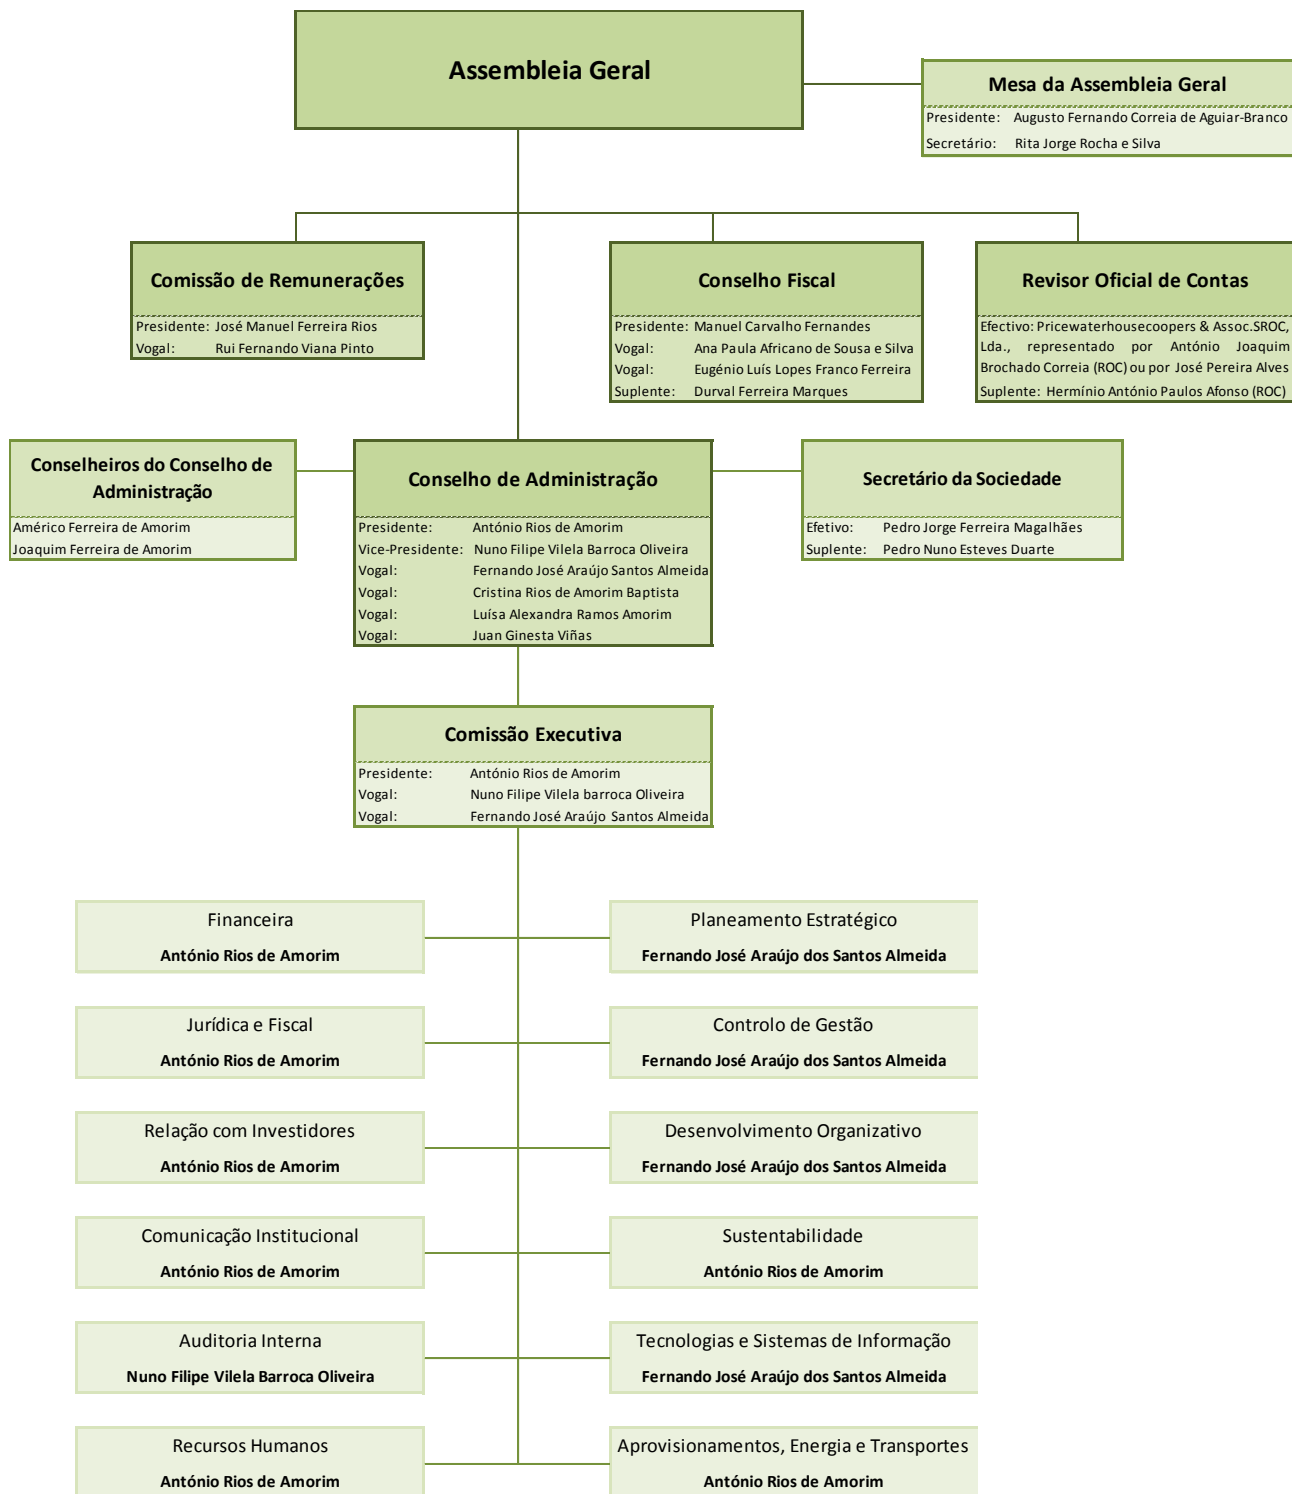 Assembleia Geral
Mesa da Assembleia Geral
Presidente: Augusto Fernando Correia de Aguiar-Branco
Secretário: Rita Jorge Rocha e Silva
Comissão de Remunerações
Presidente: José Manuel Ferreira Rios
Vogal: Rui Fernando Viana Pinto
Conselho Fiscal
Presidente: Manuel Carvalho Fernandes
Vogal: Ana Paula Africano de Sousa e Silva
Vogal: Eugénio Luís Lopes Franco Ferreira
Suplente: Durval Ferreira Marques
Revisor Oficial de Contas
Efectivo: Pricewaterhousecoopers & Assoc.SROC,
Lda., representado por António Joaquim
Brochado Correia (ROC) ou por José Pereira Alves
Suplente: Hermínio António Paulos Afonso (ROC)
Conselheiros do Conselho de
Administração
Américo Ferreira de Amorim
Joaquim Ferreira de Amorim
Conselho de Administração
Presidente: António Rios de Amorim
Vice-Presidente: Nuno Filipe Vilela Barroca Oliveira
Vogal: Fernando José Araújo Santos Almeida
Vogal: Cristina Rios de Amorim Baptista
Vogal: Luísa Alexandra Ramos Amorim
Vogal: Juan Ginesta Viñas
Secretário da Sociedade
Efetivo: Pedro Jorge Ferreira Magalhães
Suplente: Pedro Nuno Esteves Duarte
Comissão Executiva
Presidente: António Rios de Amorim
Vogal: Nuno Filipe Vilela barroca Oliveira
Vogal: Fernando José Araújo Santos Almeida
Financeira
António Rios de Amorim
Planeamento Estratégico
Fernando José Araújo dos Santos Almeida
Jurídica e Fiscal
António Rios de Amorim
Controlo de Gestão
Fernando José Araújo dos Santos Almeida
Relação com Investidores
António Rios de Amorim
Desenvolvimento Organizativo
Fernando José Araújo dos Santos Almeida
Comunicação Institucional
António Rios de Amorim
Sustentabilidade
António Rios de Amorim
Auditoria Interna
Nuno Filipe Vilela Barroca Oliveira
Tecnologias e Sistemas de Informação
Fernando José Araújo dos Santos Almeida
Recursos Humanos
António Rios de Amorim
Aprovisionamentos, Energia e Transportes
António Rios de Amorim